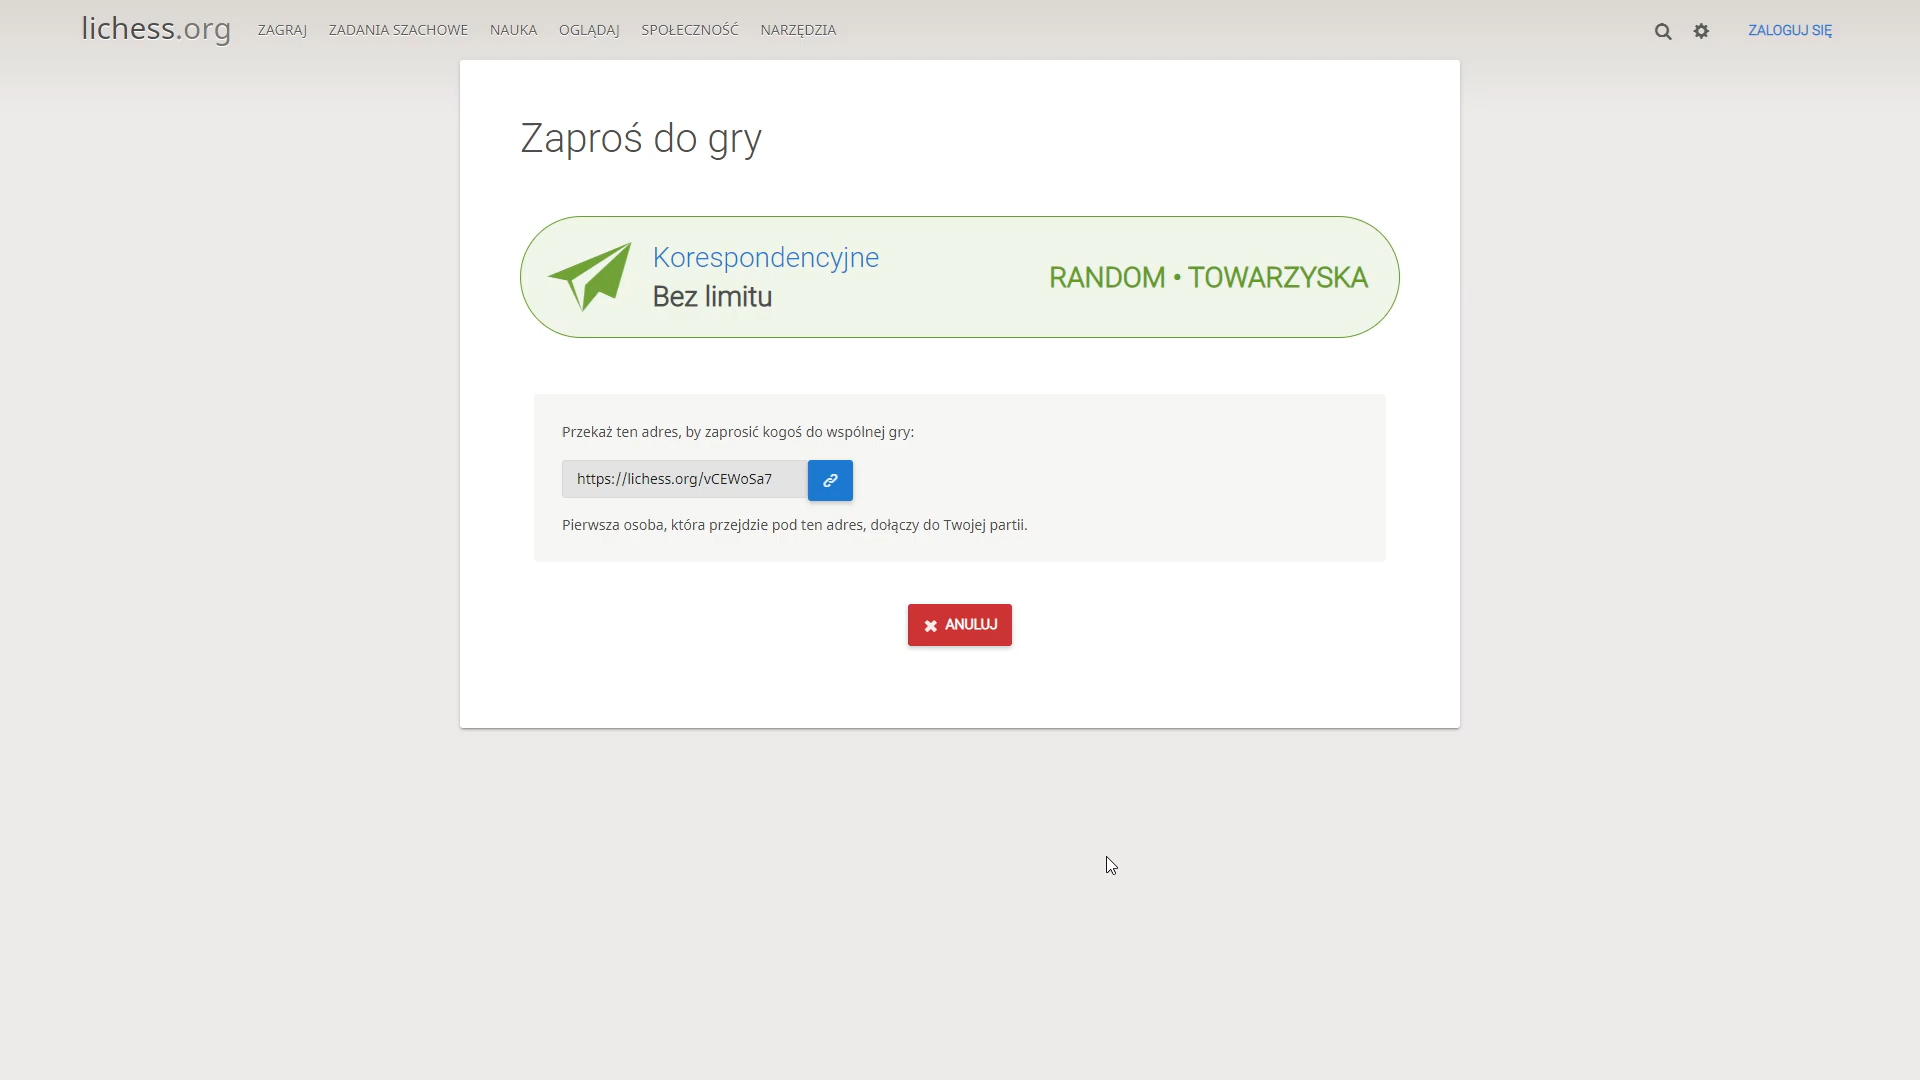 lichess.org ZAGRAJ ZADANIA SZACHOWE NAUKA OGLĄDAJ SPOŁECZNOŚĆ NARZĘDZIA ZALOGUJ SIĘ
Zaproś do gry
Korespondencyjne
Bez limitu
RANDOM • TOWARZYSKA
Przekaż ten adres, by zaprosić kogoś do wspólnej gry:
https://lichess.org/vCEWoSa7
Pierwsza osoba, która przejdzie pod ten adres, dołączy do Twojej partii.
ANULUJ